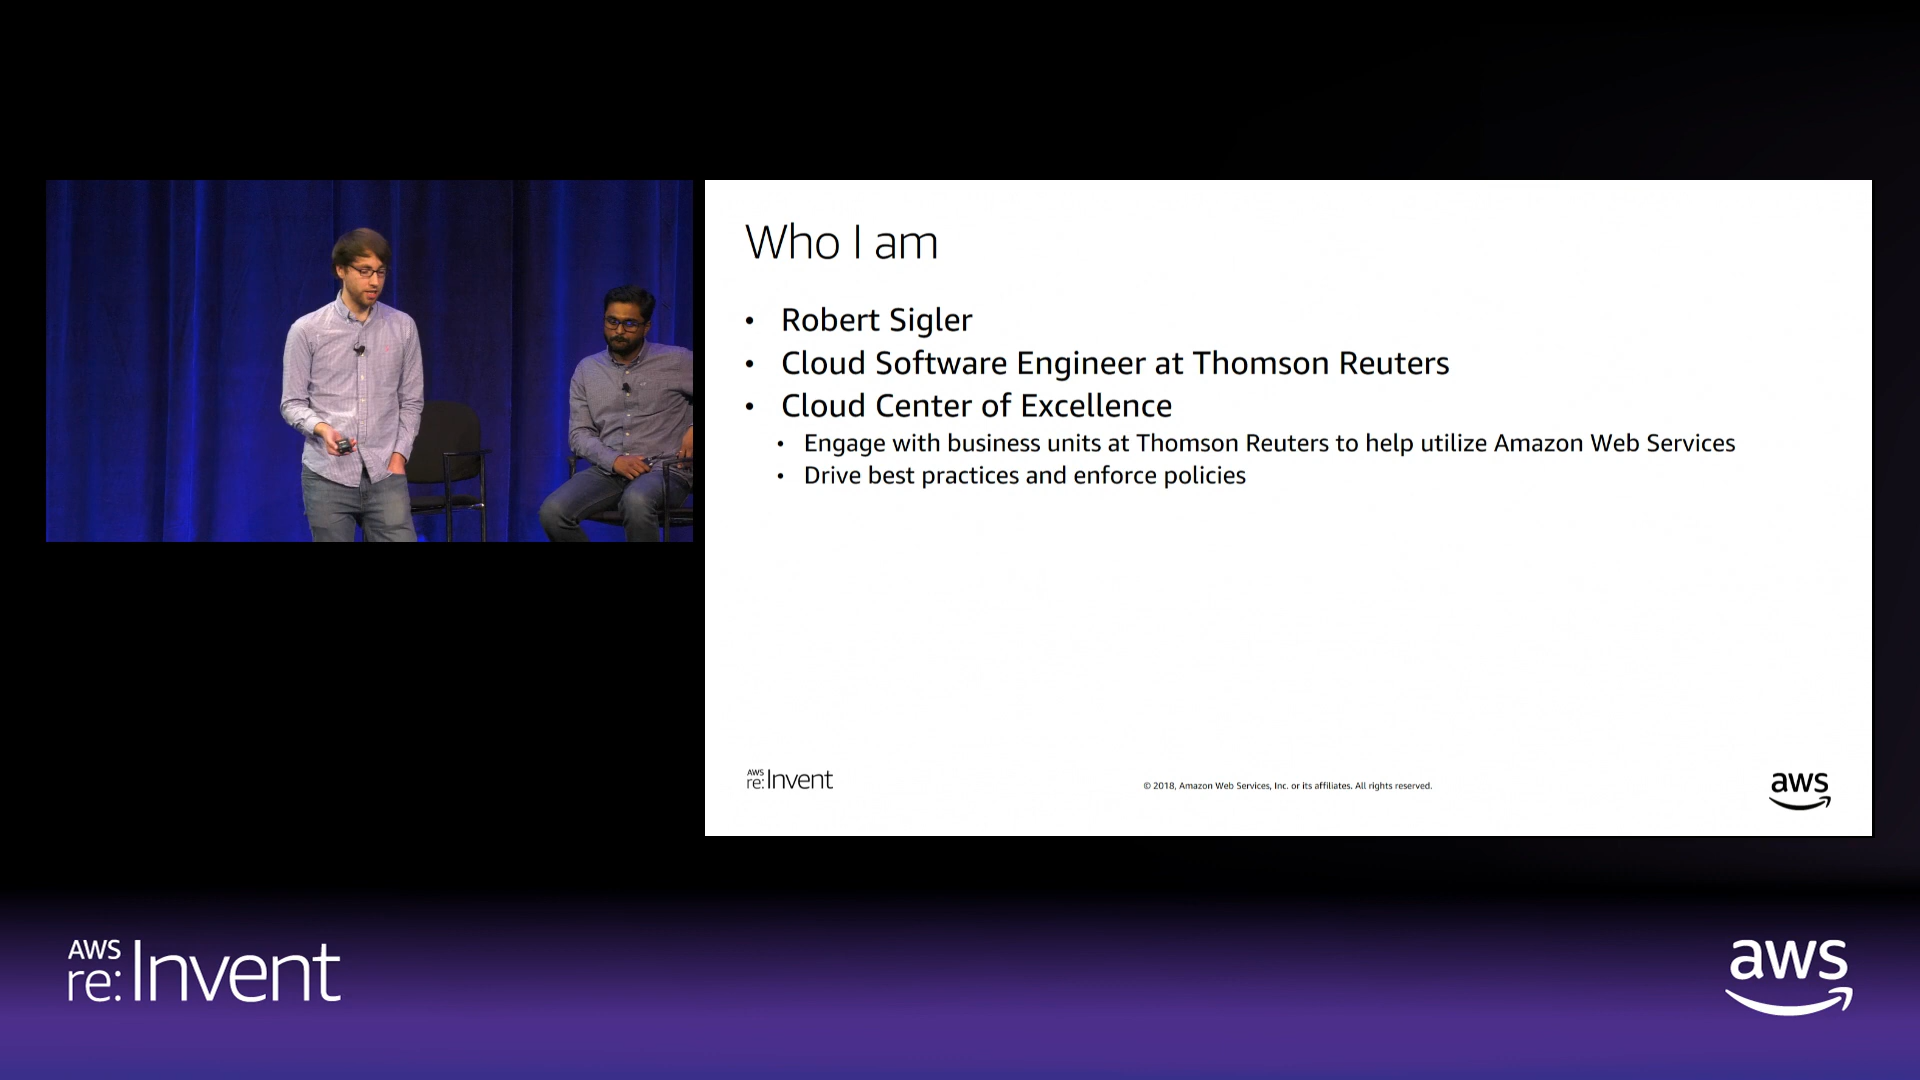 Who I am
• Robert Sigler
• Cloud Software Engineer at Thomson Reuters
• Cloud Center of Excellence
• Engage with business units at Thomson Reuters to help utilize Amazon Web Services
• Drive best practices and enforce policies
AWS
re:Invent
© 2018, Amazon Web Services, Inc. or its affiliates. All rights reserved.
aws
AWS
re:Invent
aws